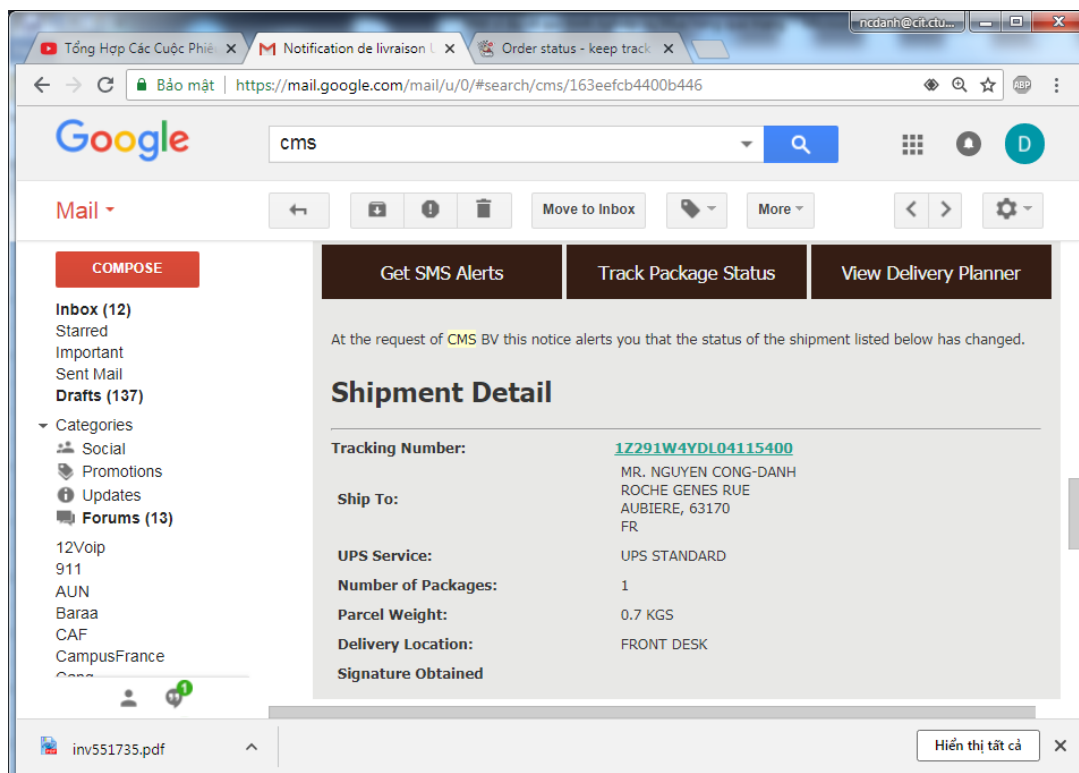 ncdanh@cit.ctu...
Tổng Hợp Các Cuộc Phiê
Notification de livraison U
Order status - keep track
Bảo mật
https://mail.google.com/mail/u/0/#search/cms/163eefcb4400b446
ABP
Google
cms
D
Mail
Move to Inbox
More
COMPOSE
Inbox (12)
Starred
Important
Sent Mail
Drafts (137)
Categories
Social
Promotions
Updates
Forums (13)
12Voip
911
AUN
Baraa
CAF
CampusFrance
1
Get SMS Alerts
Track Package Status
View Delivery Planner
At the request of CMS BV this notice alerts you that the status of the shipment listed below has changed.
Shipment Detail
Tracking Number: 1Z291W4YDL04115400
Ship To:
MR. NGUYEN CONG-DANH
ROCHE GENES RUE
AUBIERE, 63170
FR
UPS Service: UPS STANDARD
Number of Packages: 1
Parcel Weight: 0.7 KGS
Delivery Location: FRONT DESK
Signature Obtained
inv551735.pdf
Hiển thị tất cả